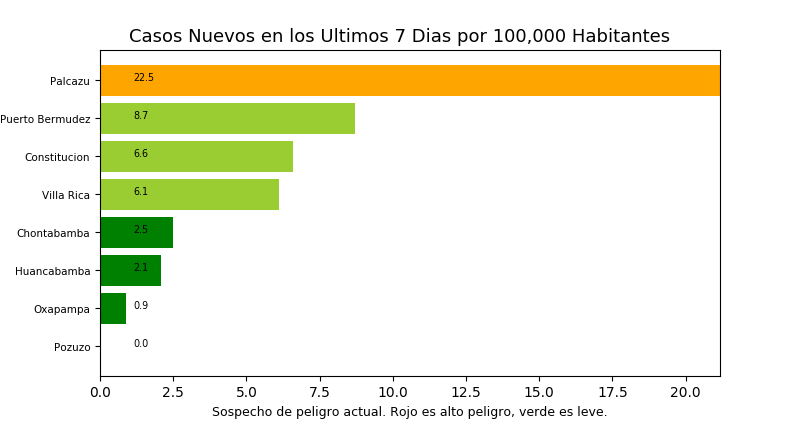 Casos Nuevos en los Ultimos 7 Dias por 100,000 Habitantes
Palcazu 22.5
Puerto Bermudez 8.7
Constitucion 6.6
Villa Rica 6.1
Chontabamba 2.5
Huancabamba 2.1
Oxapampa 0.9
Pozuzo 0.0
0.0 2.5 5.0 7.5 10.0 12.5 15.0 17.5 20.0
Sospecho de peligro actual. Rojo es alto peligro, verde es leve.